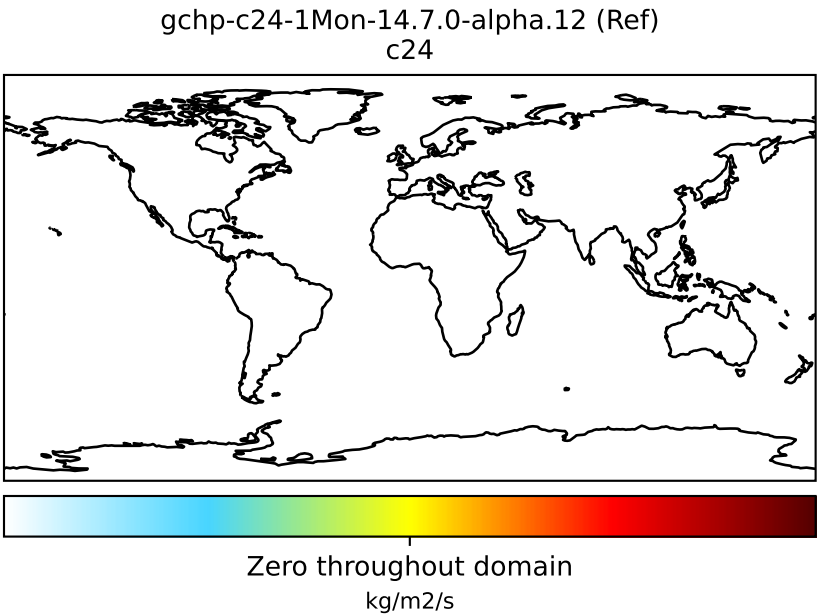 gchp-c24-1Mon-14.7.0-alpha.12 (Ref)
c24
Zero throughout domain
kg/m2/s